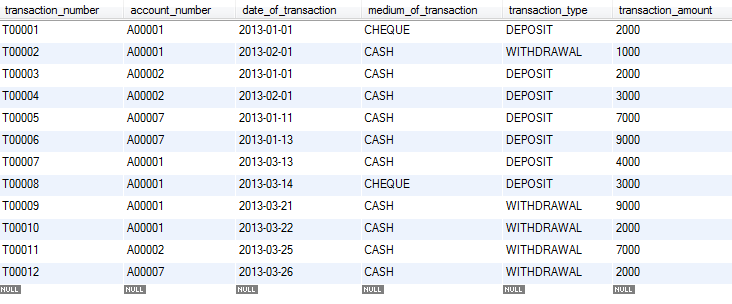 transaction_number account_number date_of_transaction medium_of_transaction transaction_type transaction_amount
T00001 A00001 2013-01-01 CHEQUE DEPOSIT 2000
T00002 A00001 2013-02-01 CASH WITHDRAWAL 1000
T00003 A00002 2013-01-01 CASH DEPOSIT 2000
T00004 A00002 2013-02-01 CASH DEPOSIT 3000
T00005 A00007 2013-01-11 CASH DEPOSIT 7000
T00006 A00007 2013-01-13 CASH DEPOSIT 9000
T00007 A00001 2013-03-13 CASH DEPOSIT 4000
T00008 A00001 2013-03-14 CHEQUE DEPOSIT 3000
T00009 A00001 2013-03-21 CASH WITHDRAWAL 9000
T00010 A00001 2013-03-22 CASH WITHDRAWAL 2000
T00011 A00002 2013-03-25 CASH WITHDRAWAL 7000
T00012 A00007 2013-03-26 CASH WITHDRAWAL 2000
NULL NULL NULL NULL NULL NULL